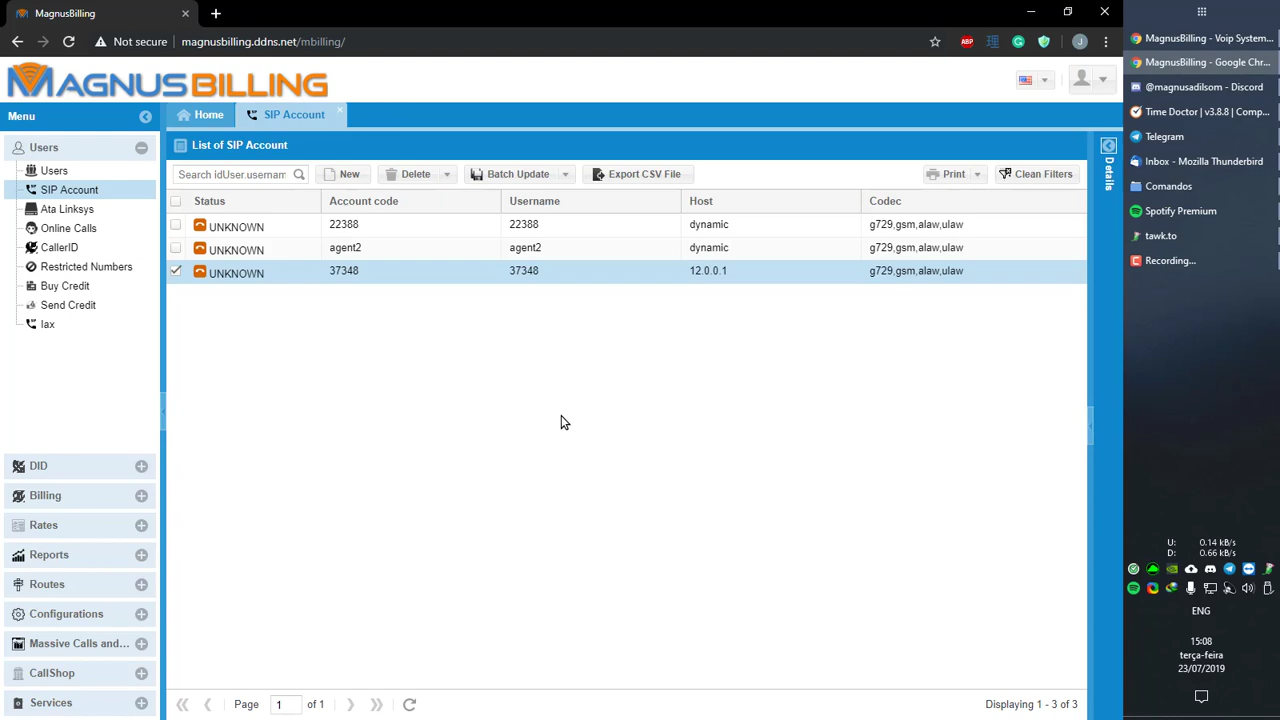 MagnusBilling
Not secure
magnusbilling.ddns.net/mbilling/
ABP
J
MAGNUSBILLING
Menu
Home
SIP Account
Users
Users
SIP Account
Ata Linksys
Online Calls
CallerID
Restricted Numbers
Buy Credit
Send Credit
Iax
DID
Billing
Rates
Reports
Routes
Configurations
Massive Calls and...
CallShop
Services
List of SIP Account
Search idUser.usernam
New
Delete
Batch Update
Export CSV File
Print
Clean Filters
Status Account code Username Host Codec
UNKNOWN 22388 22388 dynamic g729,gsm,alaw,ulaw
UNKNOWN agent2 agent2 dynamic g729,gsm,alaw,ulaw
UNKNOWN 37348 37348 12.0.0.1 g729,gsm,alaw,ulaw
Page 1 of 1
Displaying 1 - 3 of 3
Details
MagnusBilling - Voip System...
MagnusBilling - Google Chr...
@magnusadilsom - Discord
Time Doctor | v3.8.8 | Comp...
Telegram
Inbox - Mozilla Thunderbird
Comandos
Spotify Premium
tawk.to
Recording...
U: 0.14 kB/s
D: 0.66 kB/s
ENG
15:08
terça-feira
23/07/2019